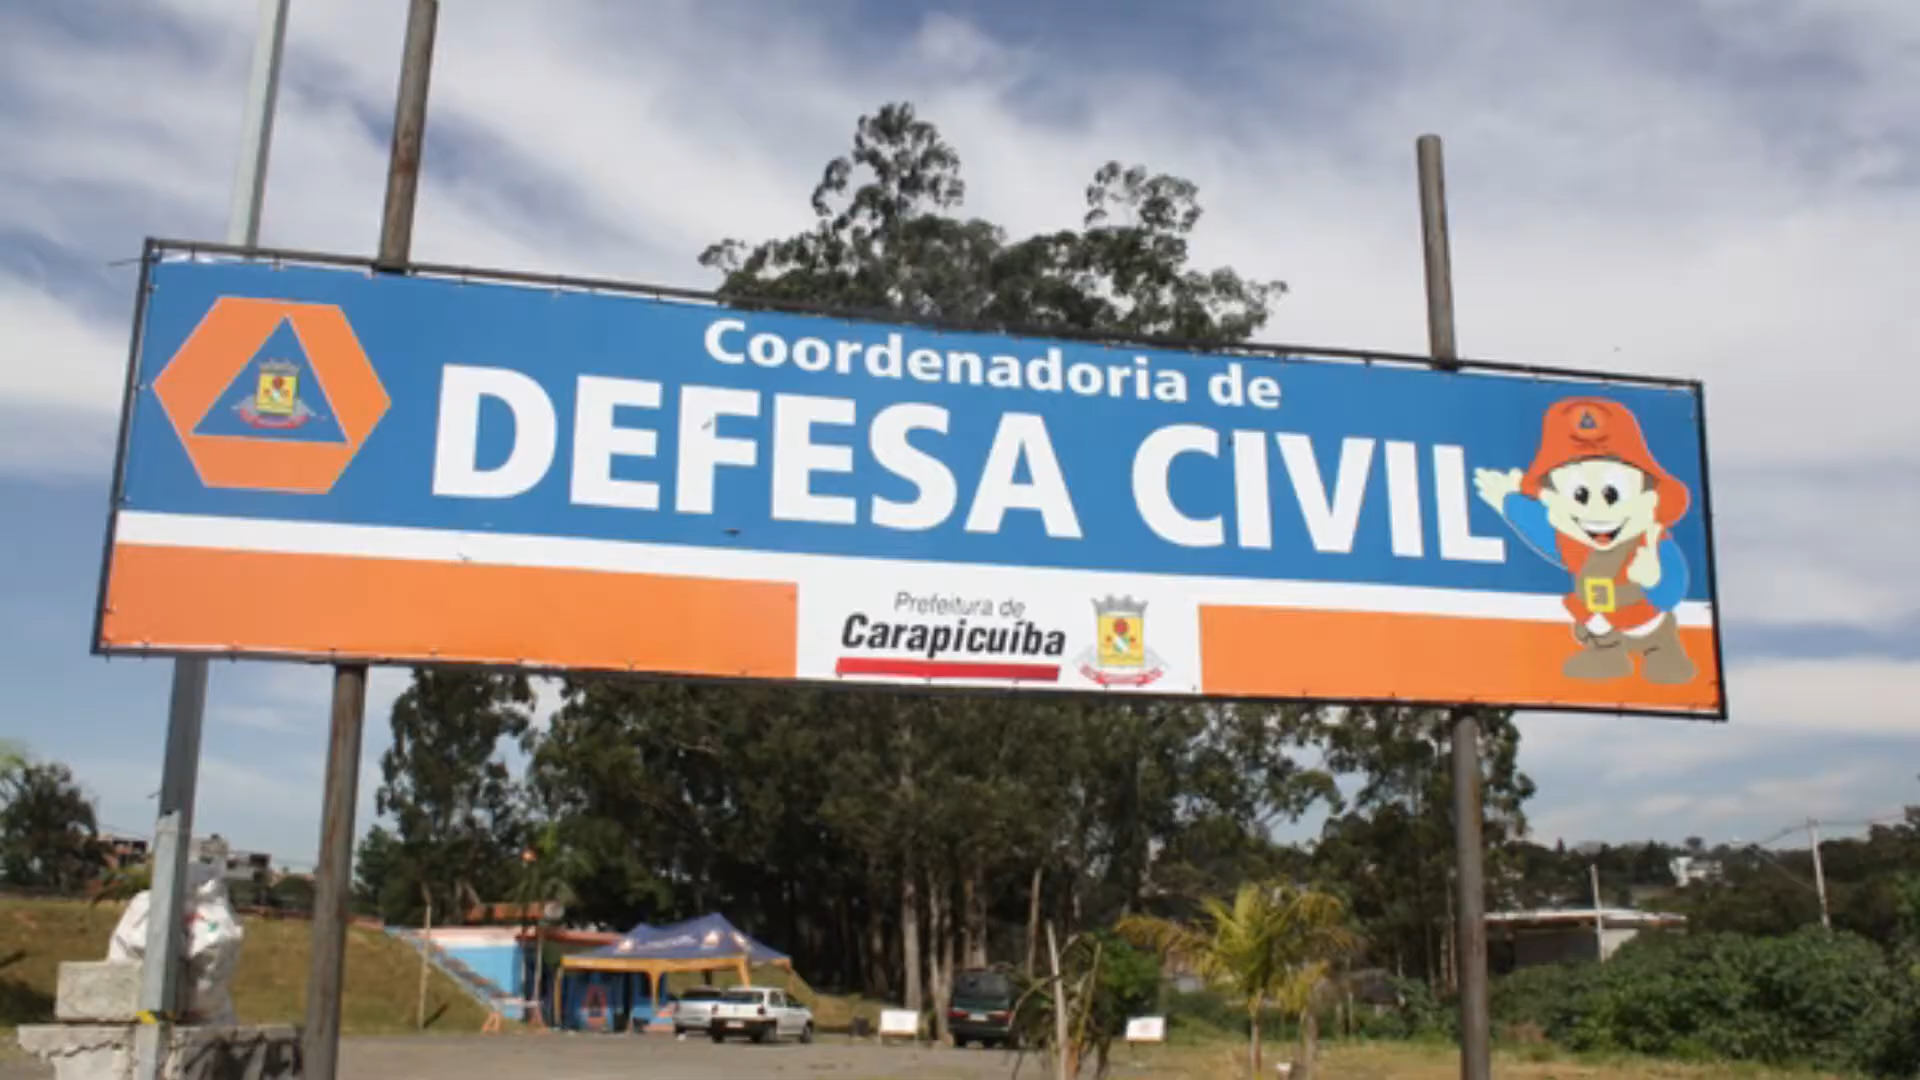 Coordenadoria de
DEFESA CIVIL
Prefeitura de
Carapicuíba